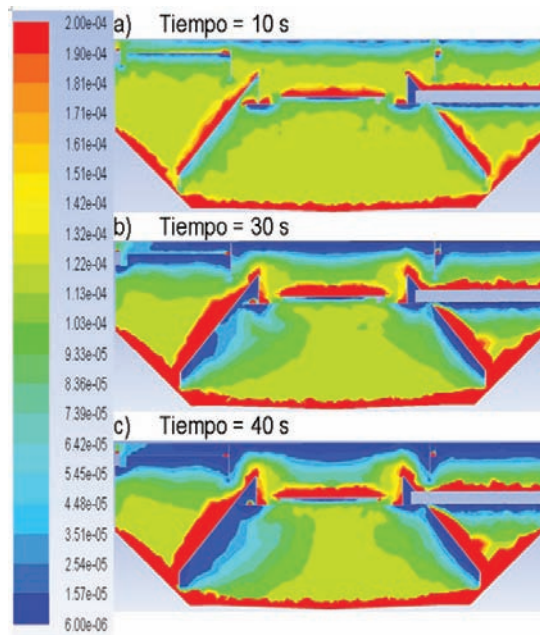 2.00e-04
1.90e-04
1.81e-04
1.71e-04
1.61e-04
1.51e-04
1.42e-04
1.32e-04
1.22e-04
1.13e-04
1.03e-04
9.33e-05
8.36e-05
7.39e-05
6.42e-05
5.45e-05
4.48e-05
3.51e-05
2.54e-05
1.57e-05
6.00e-06
a) Tiempo = 10 s
b) Tiempo = 30 s
c) Tiempo = 40 s